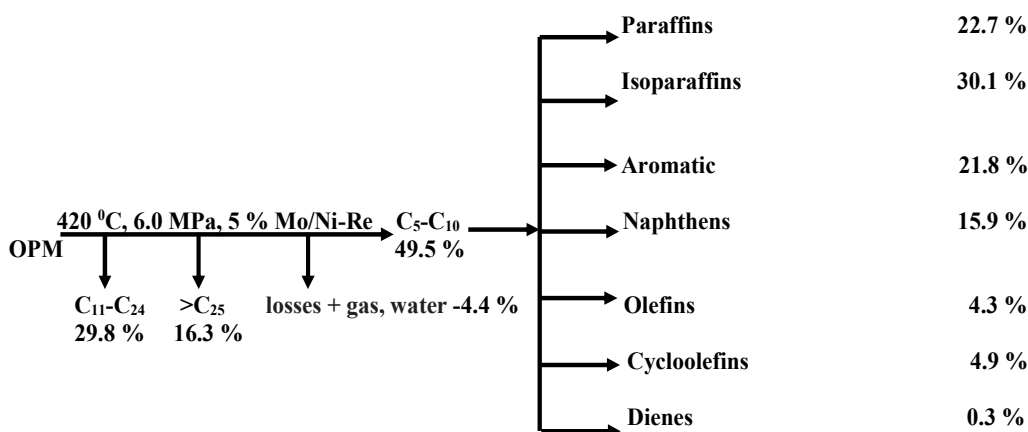 Paraffins 22.7 %
Isoparaffins 30.1 %
Aromatic 21.8 %
420 ⁰C, 6.0 MPa, 5 % Mo/Ni-Re C₅-C₁₀ Naphthens 15.9 %
OPM 49.5 %
C₁₁-C₂₄ >C₂₅ losses + gas, water -4.4 % Olefins 4.3 %
29.8 % 16.3 %
Cycloolefins 4.9 %
Dienes 0.3 %